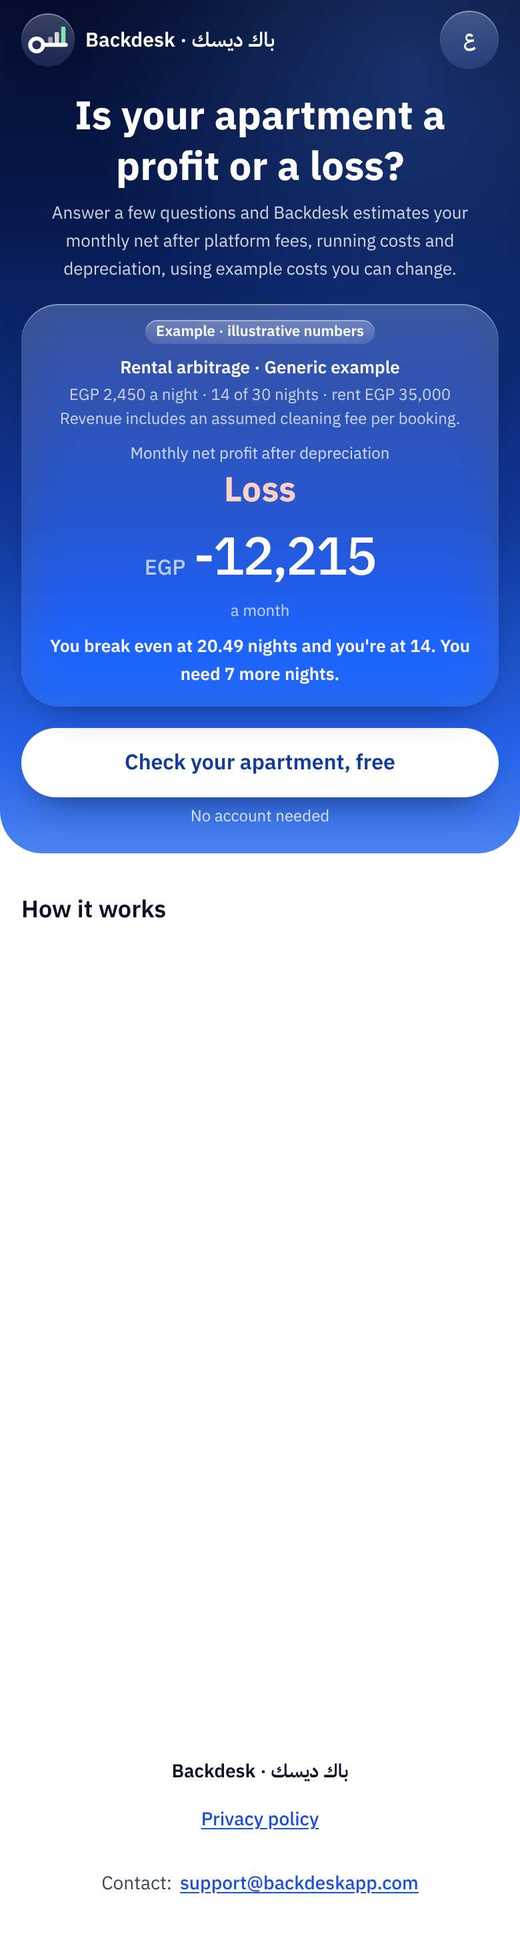 Backdesk · باك ديسك
ع
Is your apartment a
profit or a loss?
Answer a few questions and Backdesk estimates your
monthly net after platform fees, running costs and
depreciation, using example costs you can change.
Example · illustrative numbers
Rental arbitrage · Generic example
EGP 2,450 a night · 14 of 30 nights · rent EGP 35,000
Revenue includes an assumed cleaning fee per booking.
Monthly net profit after depreciation
Loss
EGP -12,215
a month
You break even at 20.49 nights and you're at 14. You
need 7 more nights.
Check your apartment, free
No account needed
How it works
Backdesk · باك ديسك
Privacy policy
Contact: support@backdeskapp.com